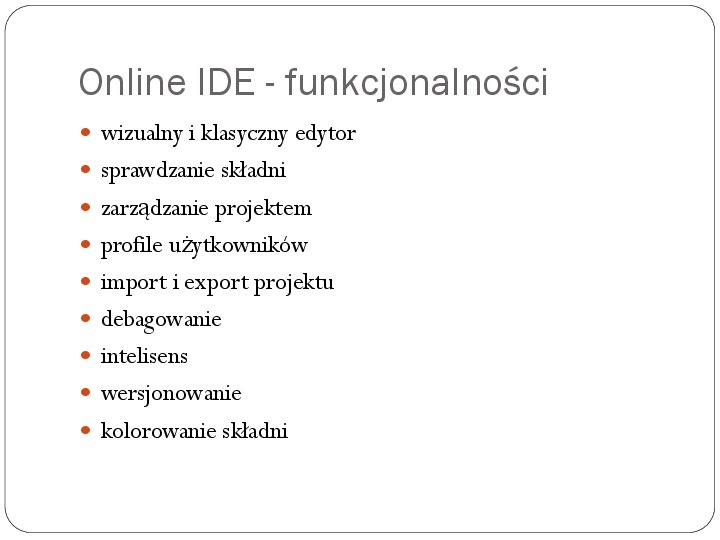 Online IDE - funkcjonalności
• wizualny i klasyczny edytor
• sprawdzanie składni
• zarządzanie projektem
• profile użytkowników
• import i export projektu
• debagowanie
• intelisens
• wersjonowanie
• kolorowanie składni